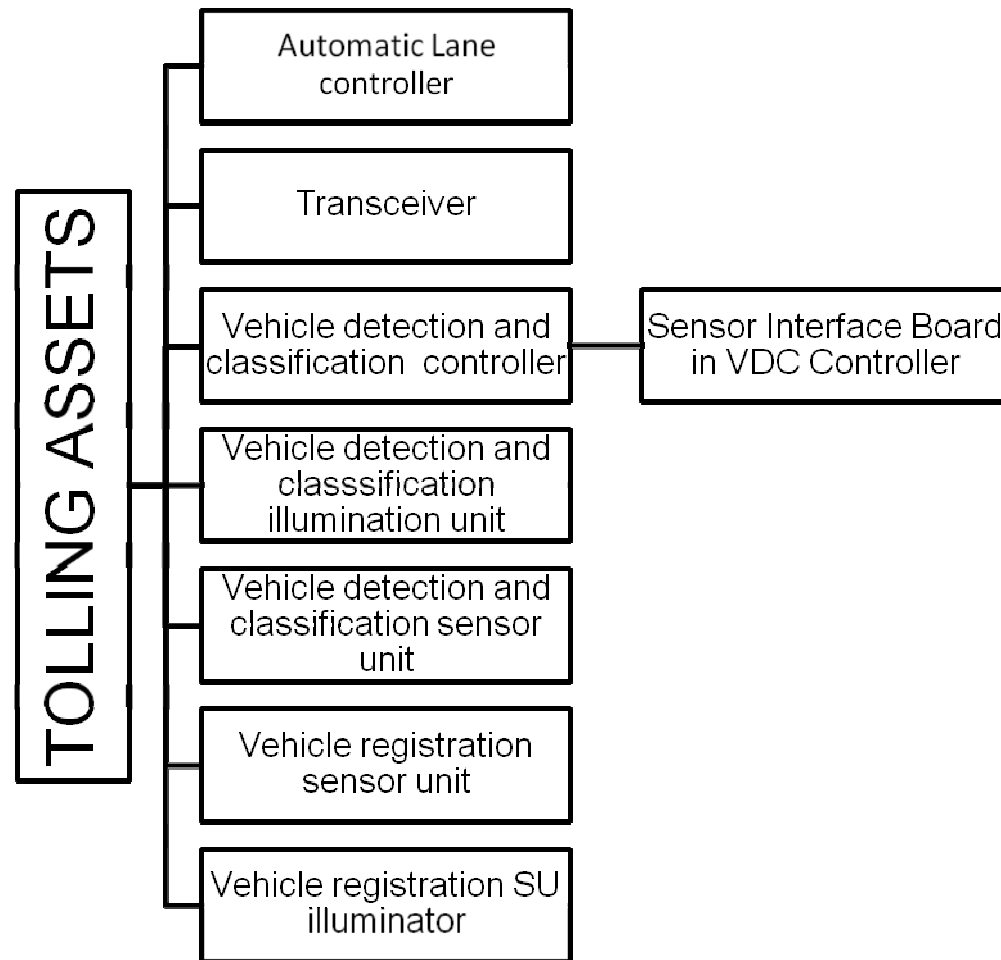 TOLLING ASSETS
Automatic Lane
controller
Transceiver
Vehicle detection and
classification controller
Sensor Interface Board
in VDC Controller
Vehicle detection and
classsification
illumination unit
Vehicle detection and
classification sensor
unit
Vehicle registration
sensor unit
Vehicle registration SU
illuminator